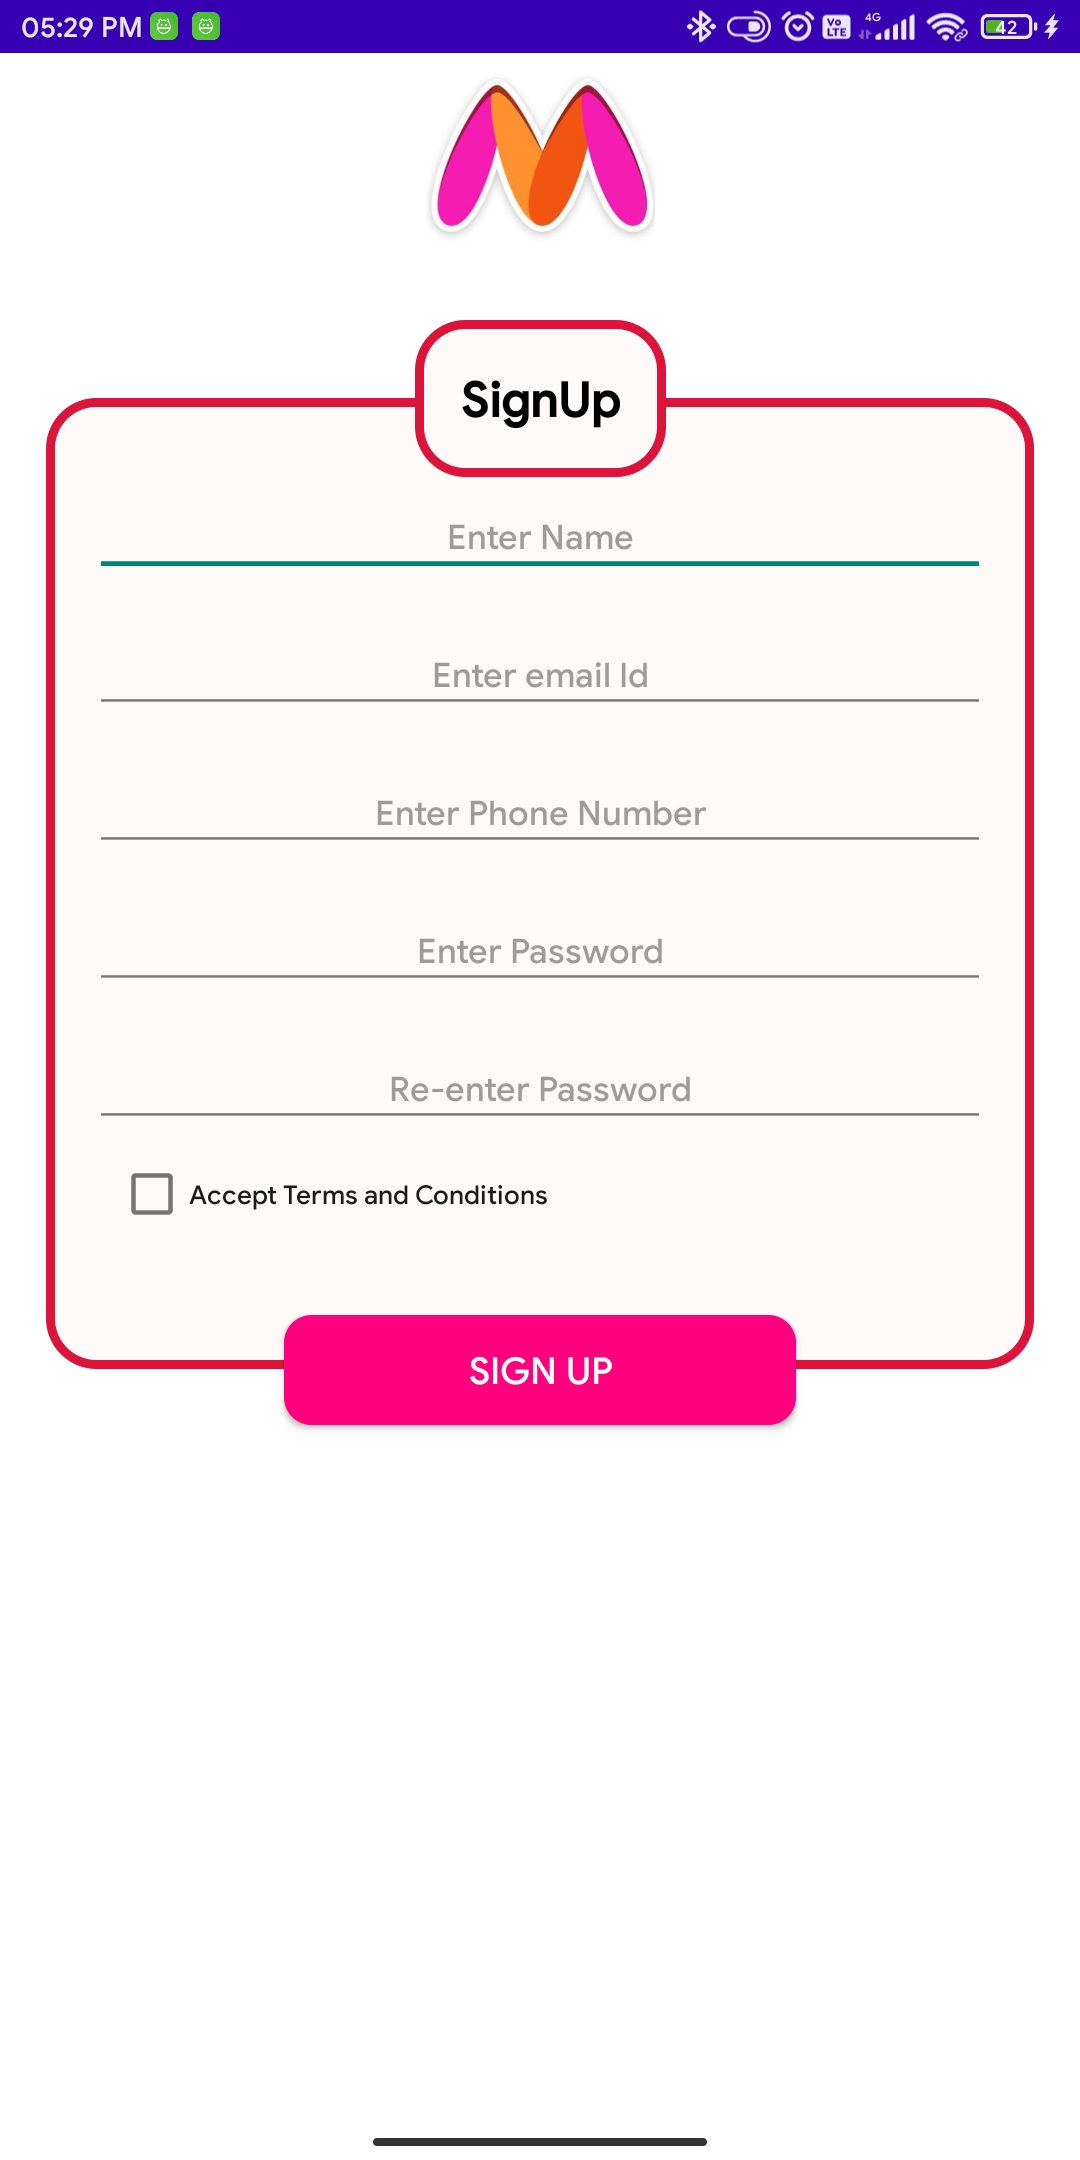 05:29 PM Vo LTE 4G 42
SignUp
Enter Name
Enter email Id
Enter Phone Number
Enter Password
Re-enter Password
Accept Terms and Conditions
SIGN UP